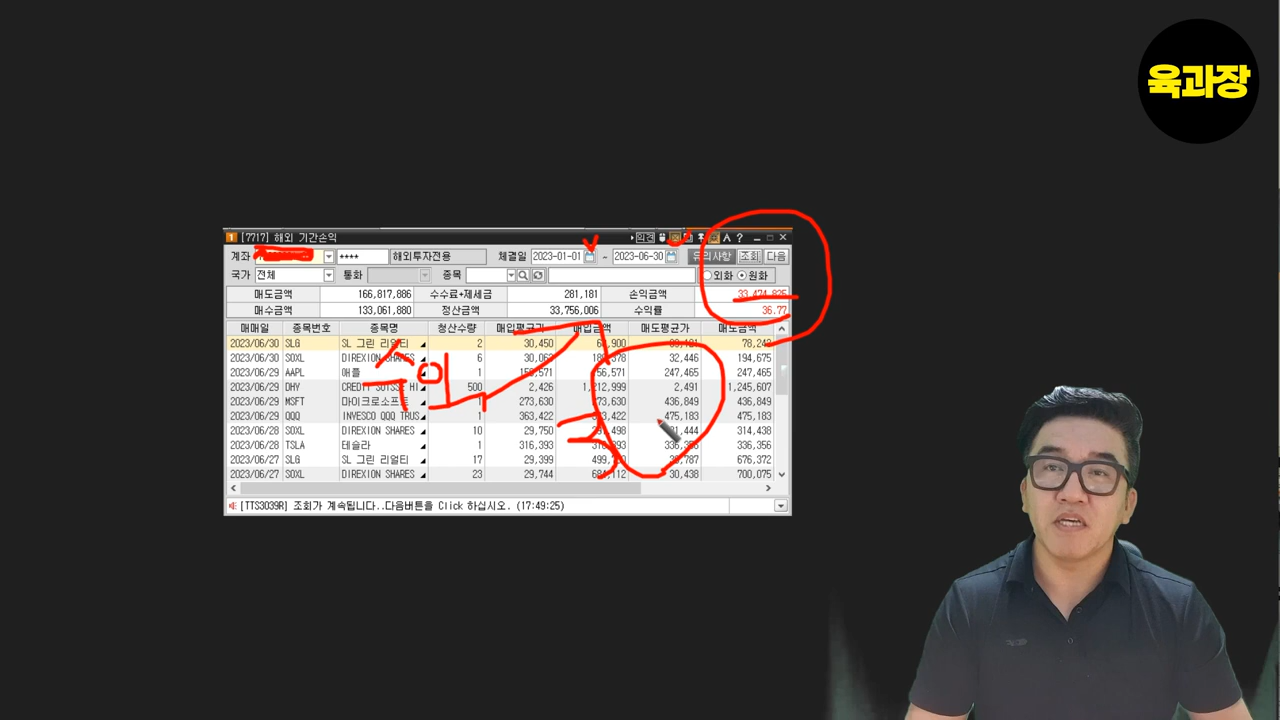 육과장
1 [7717] 해외 기간손익
계좌 **** 해외투자전용 체결일 2023-01-01 ~ 2023-06-30 조회 다음
국가 전체 통화 종목 외화 원화
매도금액 166,817,886 수수료+제세금 281,181 손익금액 33,474,825
매수금액 133,061,880 정산금액 33,756,006 수익률 36.77
매매일 종목번호 종목명 청산수량 매입평균가 매입금액 매도평균가 매도금액
2023/06/30 SLG SL 그린 리얼티 2 30,450 78,242
2023/06/30 SOXL DIREXION SHARES 6 32,446 194,675
2023/06/29 AAPL 애플 1 247,465 247,465
2023/06/29 DHY CREDIT SUISSE HI 500 2,426 1,212,999 2,491 1,245,607
2023/06/29 MSFT 마이크로소프트 1 273,630 273,630 436,849 436,849
2023/06/29 QQQ INVESCO QQQ TRUS 1 363,422 475,183 475,183
2023/06/28 SOXL DIREXION SHARES 10 29,750 314,438
2023/06/28 TSLA 테슬라 1 316,393 336,356
2023/06/27 SLG SL 그린 리얼티 17 29,399 676,372
2023/06/27 SOXL DIREXION SHARES 23 29,744 30,438 700,075
[TTS3039R] 조회가 계속됩니다..다음버튼을 Click 하십시오. (17:49:25)